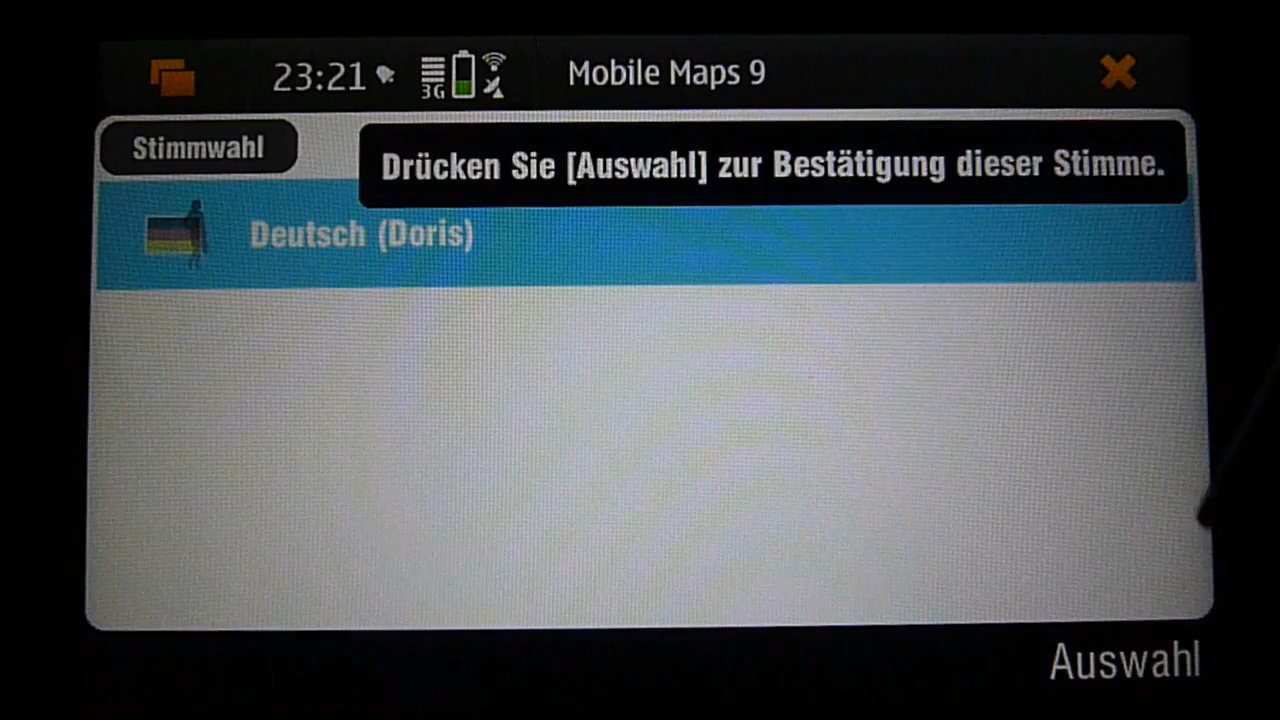 23:21
3G
Mobile Maps 9
Stimmwahl
Drücken Sie [Auswahl] zur Bestätigung dieser Stimme.
Deutsch (Doris)
Auswahl